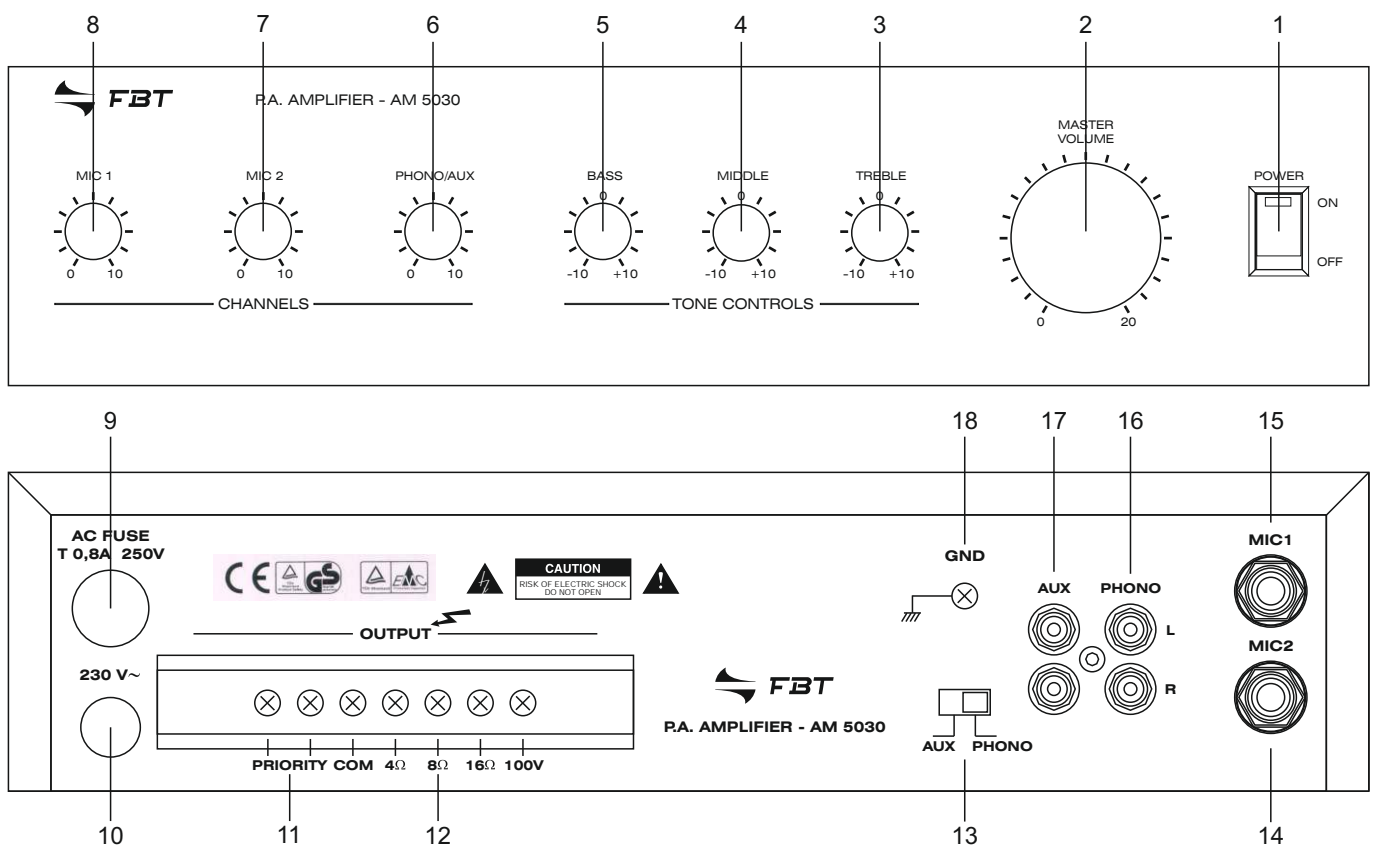 8 7 6 5 4 3 2 1
FBT P.A. AMPLIFIER - AM 5030
MASTER
VOLUME
MIC 1 MIC 2 PHONO/AUX BASS MIDDLE TREBLE POWER
0 0 0
ON
OFF
0 10 0 10 0 10 -10 +10 -10 +10 -10 +10
CHANNELS TONE CONTROLS
0 20
9 18 17 16 15
AC FUSE
T 0,8A 250V
MIC1
GND
CE GS EMC
CAUTION
RISK OF ELECTRIC SHOCK
DO NOT OPEN
AUX PHONO
OUTPUT
L
MIC2
230 V~
R
FBT
P.A. AMPLIFIER - AM 5030
AUX PHONO
PRIORITY COM 4Ω 8Ω 16Ω 100V
10 11 12 13 14